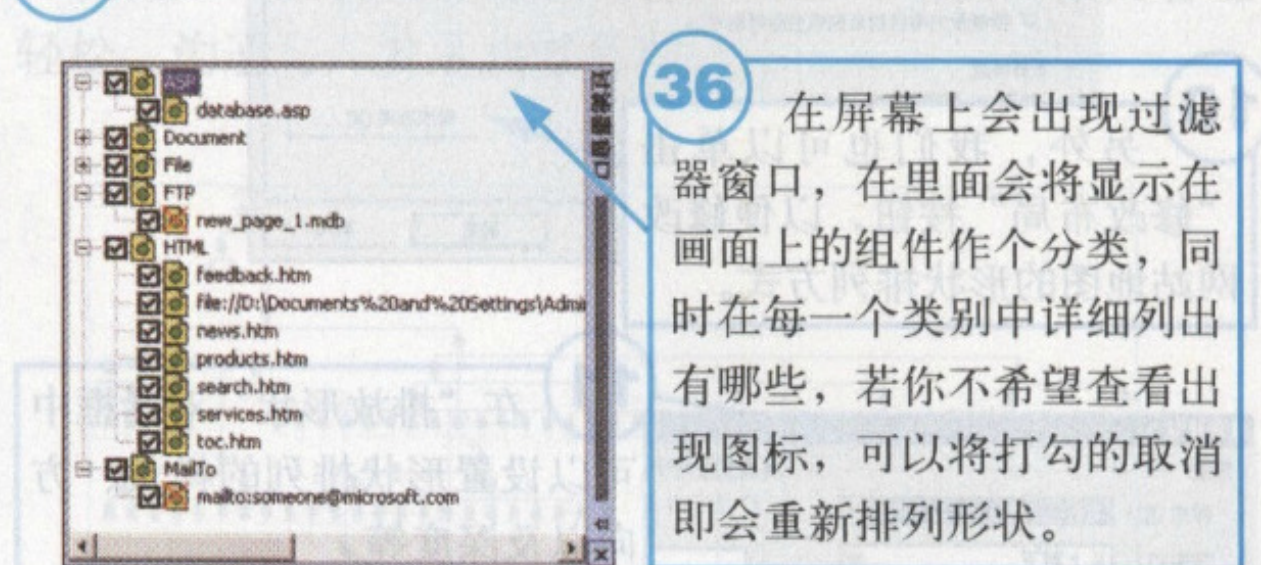 ASP
database.asp
Document
File
FTP
new_page_1.mdb
HTML
feedback.htm
file://D:\Documents%20and%20Settings\Admi
news.htm
products.htm
search.htm
services.htm
toc.htm
MailTo
mailto:someone@microsoft.com
36
在屏幕上会出现过滤
器窗口，在里面会将显示在
画面上的组件作个分类，同
时在每一个类别中详细列出
有哪些，若你不希望查看出
现图标，可以将打勾的取消
即会重新排列形状。